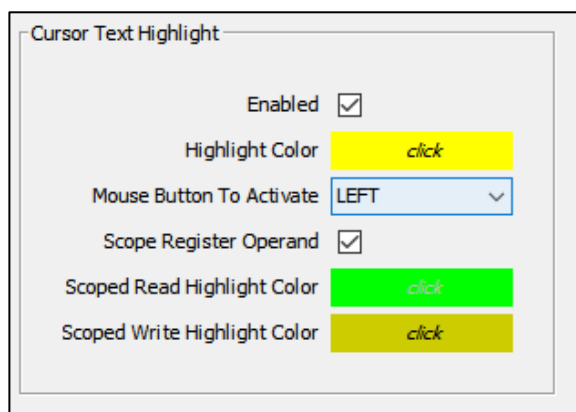 Cursor Text Highlight
Enabled
Highlight Color click
Mouse Button To Activate LEFT
Scope Register Operand
Scoped Read Highlight Color click
Scoped Write Highlight Color click